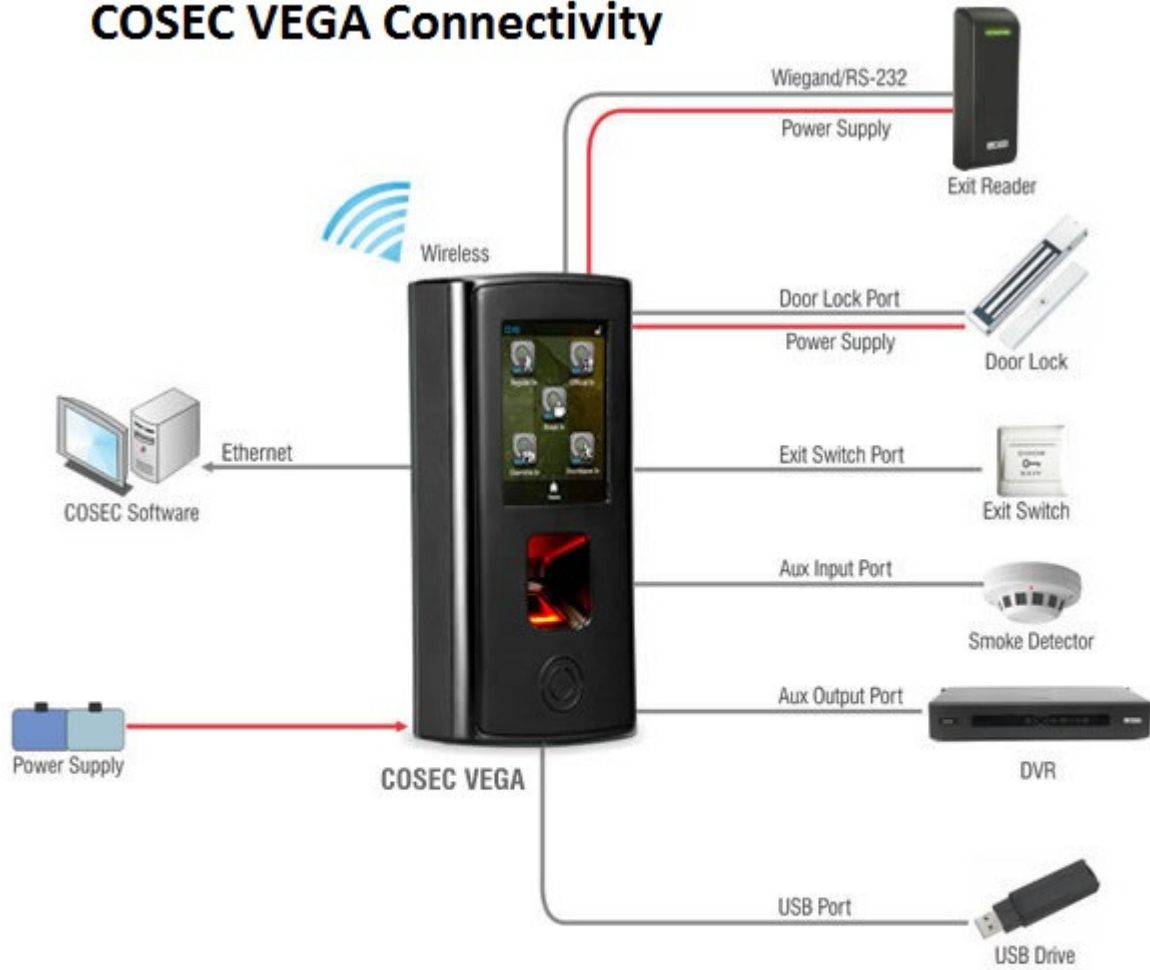 COSEC VEGA Connectivity
Wiegand/RS-232
Power Supply
Exit Reader
Wireless
Door Lock Port
Power Supply
Door Lock
Ethernet
COSEC Software
Exit Switch Port
Exit Switch
Aux Input Port
Smoke Detector
Aux Output Port
DVR
Power Supply
COSEC VEGA
USB Port
USB Drive